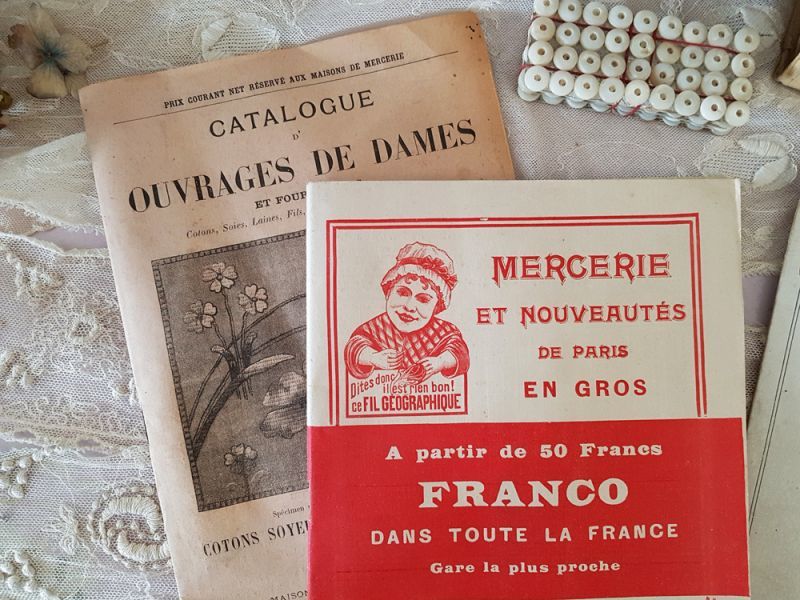 PRIX COURANT NET RÉSERVÉ AUX MAISONS DE MERCERIE
CATALOGUE
D'
OUVRAGES DE DAMES
ET FOUR
Cotons, Soies, Laines, Fils,
Spécimen
COTONS SOYE
MAISON
MERCERIE
ET NOUVEAUTÉS
DE PARIS
EN GROS
Dites donc
il est rien bon!
ce FIL GÉOGRAPHIQUE
A partir de 50 Francs
FRANCO
DANS TOUTE LA FRANCE
Gare la plus proche